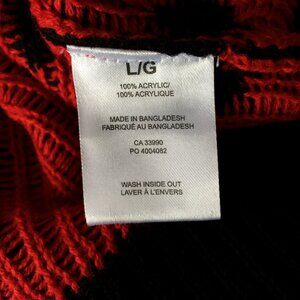 L/G
100% ACRYLIC/
100% ACRYLIQUE
MADE IN BANGLADESH
FABRIQUÉ AU BANGLADESH
CA 33990
PO 4004082
WASH INSIDE OUT
LAVER À L'ENVERS